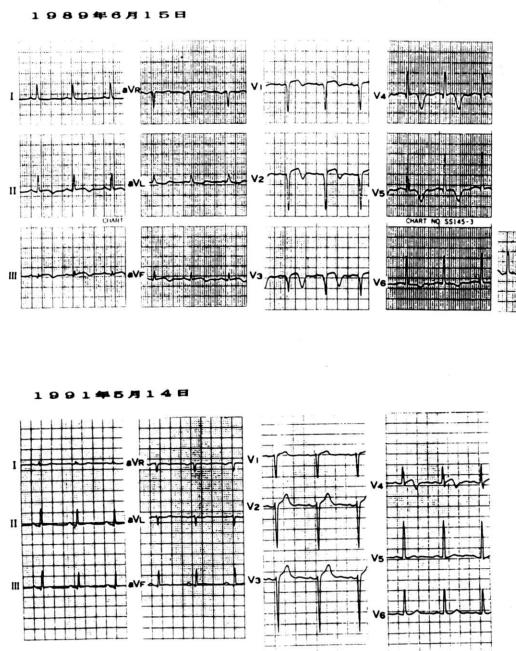 1989年6月15日
I aVR V1 V4
II aVL V2 V5
CHART CHART NO SS145-3
III aVF V3 V6
1991年5月14日
I aVR V1 V4
II aVL V2 V5
III aVF V3 V6